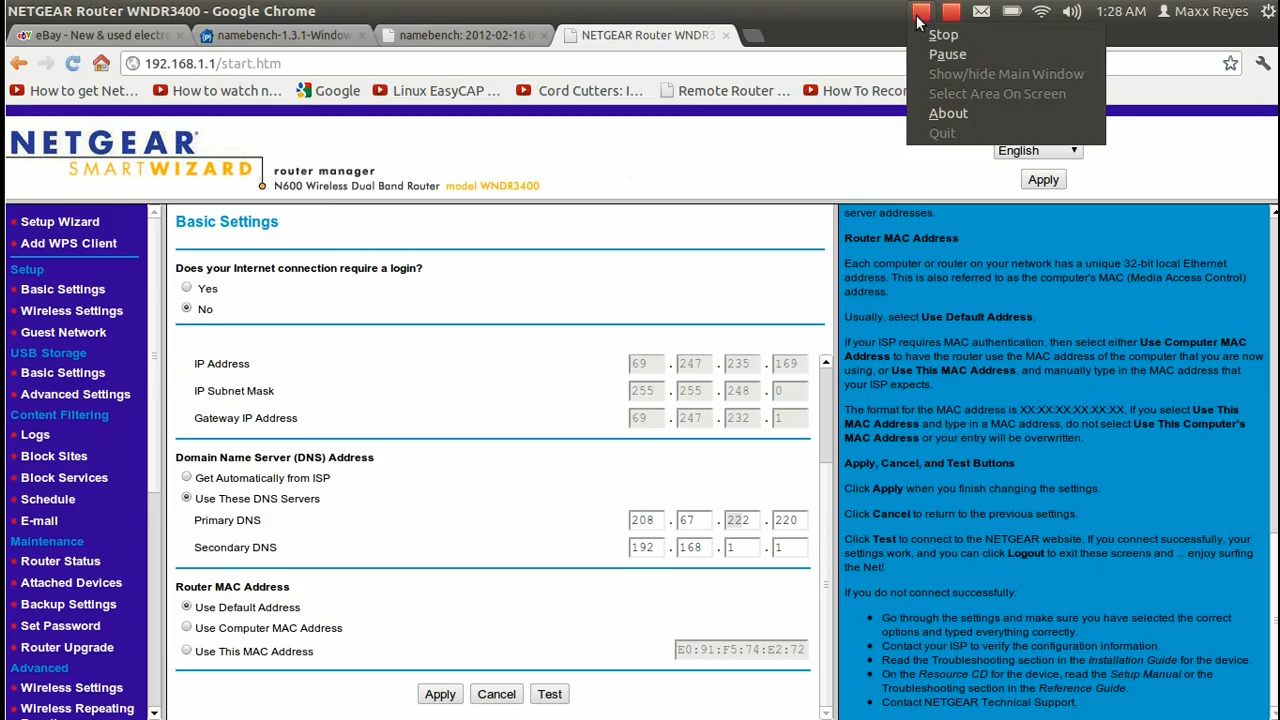 NETGEAR Router WNDR3400 - Google Chrome
1:28 AM
Maxx Reyes
eBay - New & used electro
namebench-1.3.1-Window
namebench: 2012-02-16 0
NETGEAR Router WNDR3
192.168.1.1/start.htm
How to get Net...
How to watch n...
Google
Linux EasyCAP ...
Cord Cutters: I...
Remote Router ...
How To Recor
Stop
Pause
Show/hide Main Window
Select Area On Screen
About
Quit
NETGEAR
SMARTWIZARD
router manager
N600 Wireless Dual Band Router model WNDR3400
English
Apply
Setup Wizard
Add WPS Client
Setup
Basic Settings
Wireless Settings
Guest Network
USB Storage
Basic Settings
Advanced Settings
Content Filtering
Logs
Block Sites
Block Services
Schedule
E-mail
Maintenance
Router Status
Attached Devices
Backup Settings
Set Password
Router Upgrade
Advanced
Wireless Settings
Wireless Repeating
Basic Settings
Does your Internet connection require a login?
Yes
No
IP Address 69 . 247 . 235 . 169
IP Subnet Mask 255 . 255 . 248 . 0
Gateway IP Address 69 . 247 . 232 . 1
Domain Name Server (DNS) Address
Get Automatically from ISP
Use These DNS Servers
Primary DNS 208 . 67 . 222 . 220
Secondary DNS 192 . 168 . 1 . 1
Router MAC Address
Use Default Address
Use Computer MAC Address
Use This MAC Address E0:91:F5:74:E2:72
Apply Cancel Test
server addresses.
Router MAC Address
Each computer or router on your network has a unique 32-bit local Ethernet
address. This is also referred to as the computer's MAC (Media Access Control)
address.
Usually, select Use Default Address.
If your ISP requires MAC authentication, then select either Use Computer MAC
Address to have the router use the MAC address of the computer that you are now
using, or Use This MAC Address, and manually type in the MAC address that
your ISP expects.
The format for the MAC address is XX:XX:XX:XX:XX:XX. If you select Use This
MAC Address and type in a MAC address, do not select Use This Computer's
MAC Address or your entry will be overwritten.
Apply, Cancel, and Test Buttons
Click Apply when you finish changing the settings.
Click Cancel to return to the previous settings.
Click Test to connect to the NETGEAR website. If you connect successfully, your
settings work, and you can click Logout to exit these screens and ... enjoy surfing
the Net!
If you do not connect successfully:
Go through the settings and make sure you have selected the correct
options and typed everything correctly.
Contact your ISP to verify the configuration information.
Read the Troubleshooting section in the Installation Guide for the device.
On the Resource CD for the device, read the Setup Manual or the
Troubleshooting section in the Reference Guide.
Contact NETGEAR Technical Support.